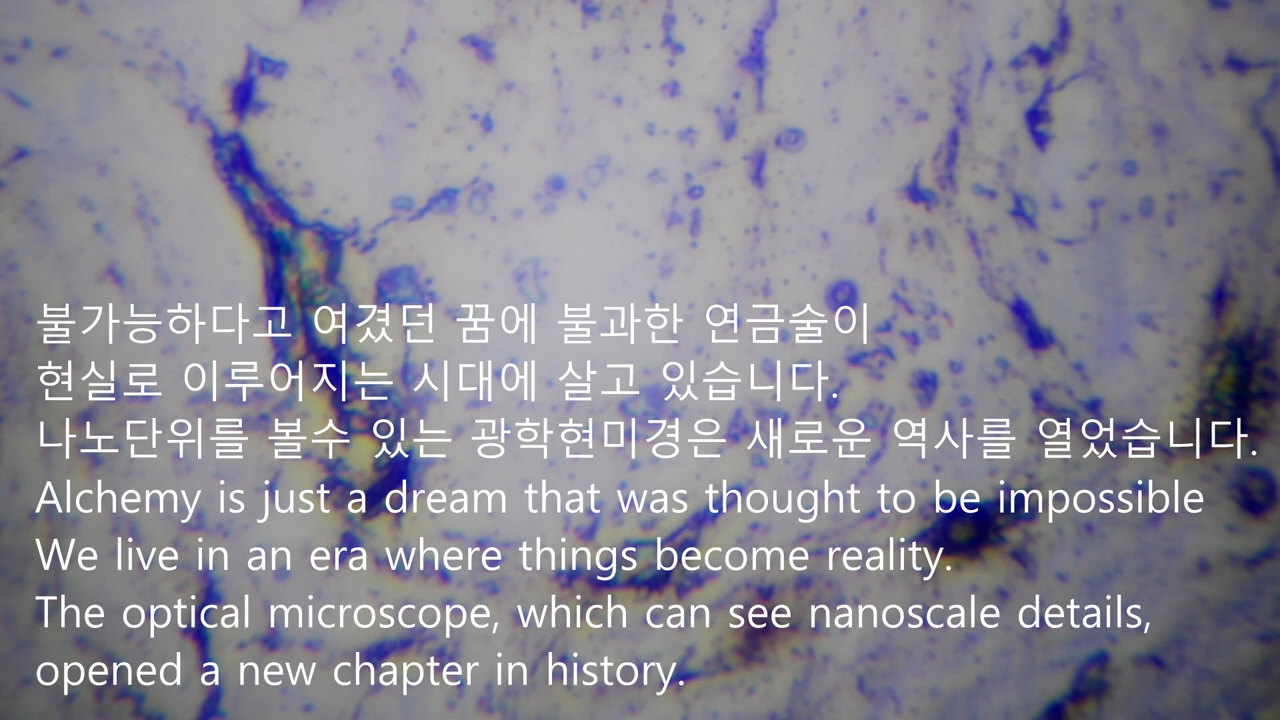 불가능하다고 여겼던 꿈에 불과한 연금술이
현실로 이루어지는 시대에 살고 있습니다.
나노단위를 볼수 있는 광학현미경은 새로운 역사를 열었습니다.
Alchemy is just a dream that was thought to be impossible
We live in an era where things become reality.
The optical microscope, which can see nanoscale details,
opened a new chapter in history.